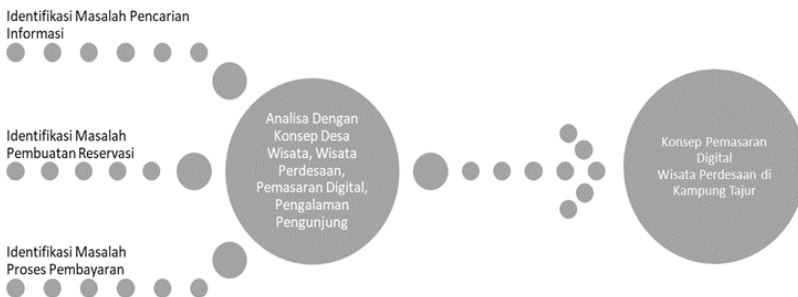 Identifikasi Masalah Pencarian
Informasi
Identifikasi Masalah
Pembuatan Reservasi
Identifikasi Masalah
Proses Pembayaran
Analisa Dengan
Konsep Desa
Wisata, Wisata
Perdesaan,
Pemasaran Digital,
Pengalaman
Pengunjung
Konsep Pemasaran
Digital
Wisata Perdesaan di
Kampung Tajur